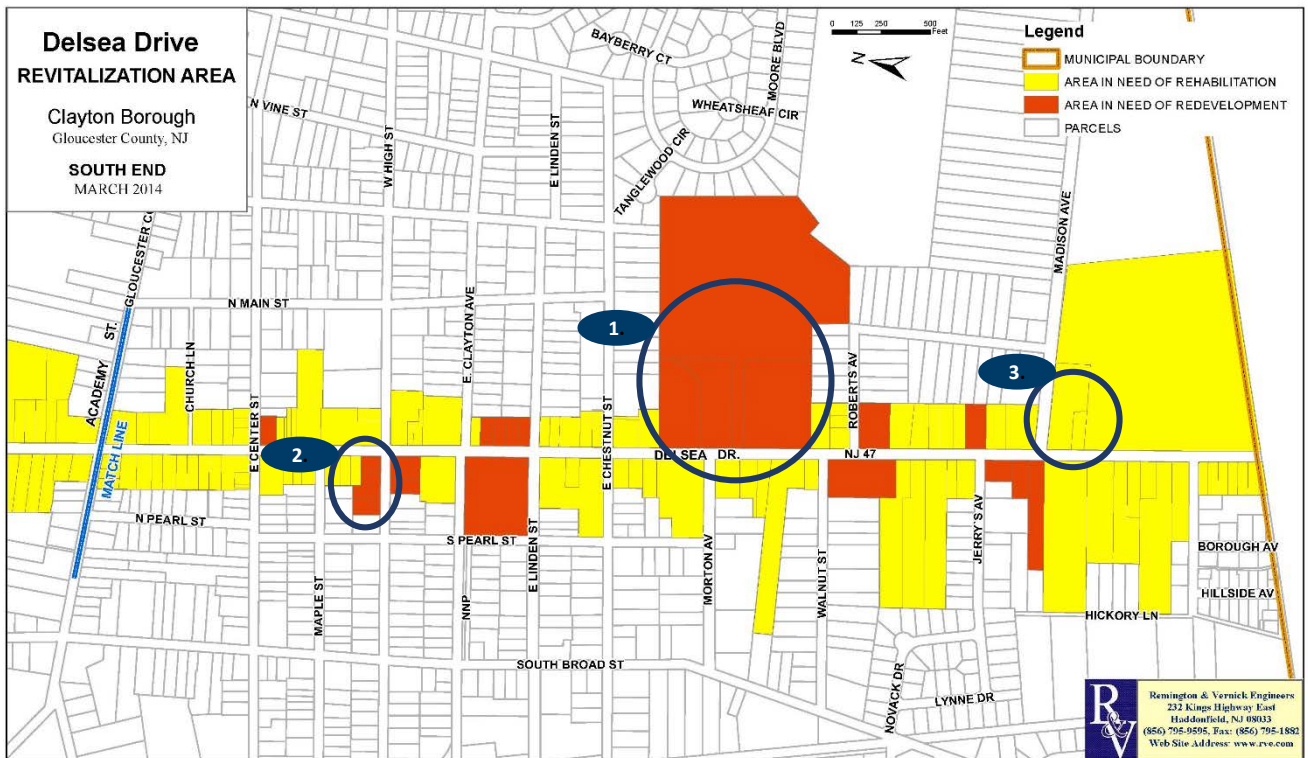 Delsea Drive
REVITALIZATION AREA
Clayton Borough
Gloucester County, NJ
SOUTH END
MARCH 2014
0 125 250 500
Feet
N
Legend
MUNICIPAL BOUNDARY
AREA IN NEED OF REHABILITATION
AREA IN NEED OF REDEVELOPMENT
PARCELS
BAYBERRY CT
MOORE BLVD
WHEATSHEAF CIR
TANGLEWOOD CIR
N VINE ST
W HIGH ST
E LINDEN ST
MADISON AVE
GLOUCESTER CO
ACADEMY ST.
MATCH LINE
N MAIN ST
CHURCH LN
E. CLAYTON AVE
E CENTER ST
E CHESTNUT ST
ROBERTS AV
1.
2.
3.
DELSEA DR.
NJ 47
N PEARL ST
S PEARL ST
MAPLE ST
NNP
E LINDEN ST
MORTON AV
WALNUT ST
JERRY'S AV
BOROUGH AV
HILLSIDE AV
HICKORY LN
SOUTH BROAD ST
NOVACK DR
LYNNE DR
R&V
Remington & Vernick Engineers
232 Kings Highway East
Haddonfield, NJ 08033
(856) 795-9595, Fax: (856) 795-1882
Web Site Address: www.rve.com